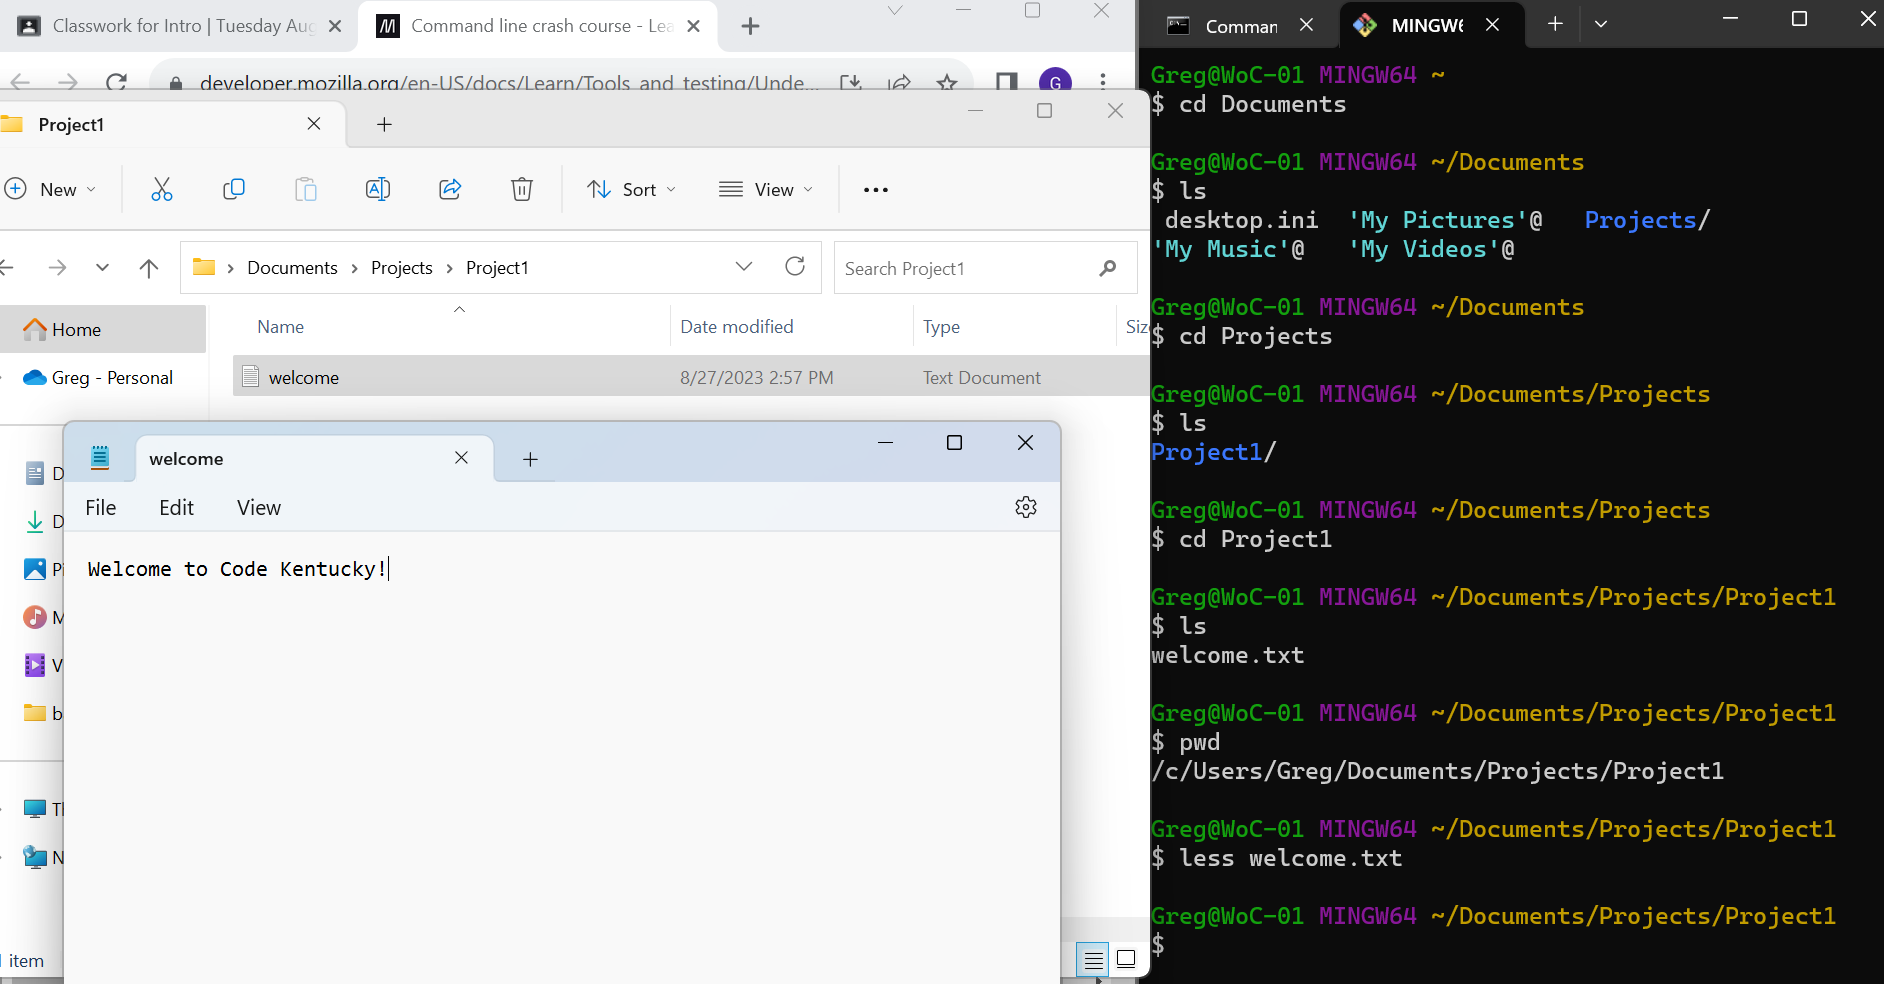 Classwork for Intro | Tuesday Aug
Command line crash course - Lea
developer.mozilla.org/en-US/docs/Learn/Tools_and_testing/Unde...
G
Project1
New
Sort
View
Documents
Projects
Project1
Search Project1
Name
Date modified
Type
Siz
Home
Greg - Personal
welcome
8/27/2023 2:57 PM
Text Document
D
D
Pi
M
V
b
Th
N
item
welcome
File
Edit
View
Welcome to Code Kentucky!
Comman
MINGW6
Greg@WoC-01 MINGW64 ~
$ cd Documents
Greg@WoC-01 MINGW64 ~/Documents
$ ls
desktop.ini 'My Pictures'@ Projects/
'My Music'@ 'My Videos'@
Greg@WoC-01 MINGW64 ~/Documents
$ cd Projects
Greg@WoC-01 MINGW64 ~/Documents/Projects
$ ls
Project1/
Greg@WoC-01 MINGW64 ~/Documents/Projects
$ cd Project1
Greg@WoC-01 MINGW64 ~/Documents/Projects/Project1
$ ls
welcome.txt
Greg@WoC-01 MINGW64 ~/Documents/Projects/Project1
$ pwd
/c/Users/Greg/Documents/Projects/Project1
Greg@WoC-01 MINGW64 ~/Documents/Projects/Project1
$ less welcome.txt
Greg@WoC-01 MINGW64 ~/Documents/Projects/Project1
$